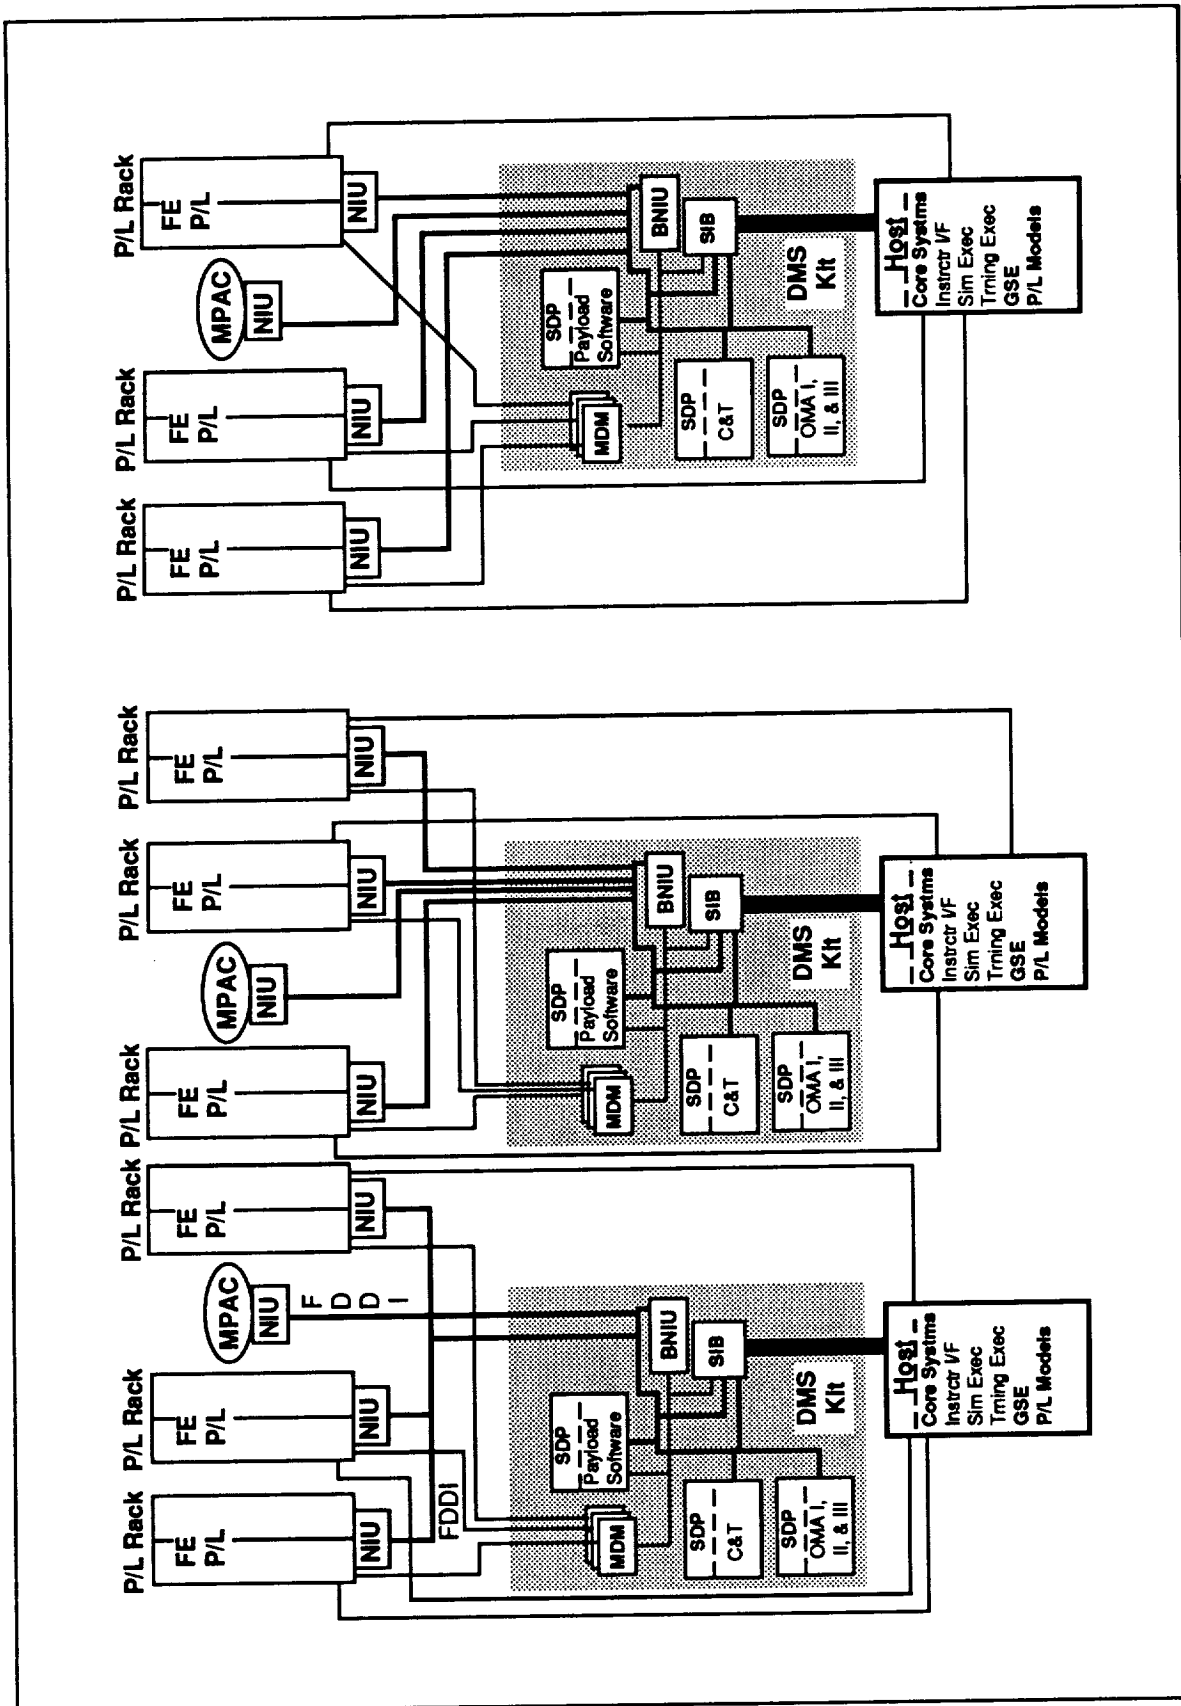 P/L Rack
FE
P/L
NIU
P/L Rack
FE
P/L
NIU
MPAC
NIU
P/L Rack
FE
P/L
NIU
FDDI
FDDI
MDM
SDP
Payload
Software
BNIU
SIB
SDP
C&T
SDP
OMA I,
II, & III
DMS
Kit
Host
Core Systms
Instrctr I/F
Sim Exec
Trning Exec
GSE
P/L Models
P/L Rack
FE
P/L
NIU
MPAC
NIU
P/L Rack
FE
P/L
NIU
P/L Rack
FE
P/L
NIU
MDM
SDP
Payload
Software
BNIU
SIB
SDP
C&T
SDP
OMA I,
II, & III
DMS
Kit
Host
Core Systms
Instrctr I/F
Sim Exec
Trning Exec
GSE
P/L Models
P/L Rack
FE
P/L
NIU
P/L Rack
FE
P/L
NIU
MPAC
NIU
P/L Rack
FE
P/L
NIU
MDM
SDP
Payload
Software
BNIU
SIB
SDP
C&T
SDP
OMA I,
II, & III
DMS
Kit
Host
Core Systms
Instrctr I/F
Sim Exec
Trning Exec
GSE
P/L Models